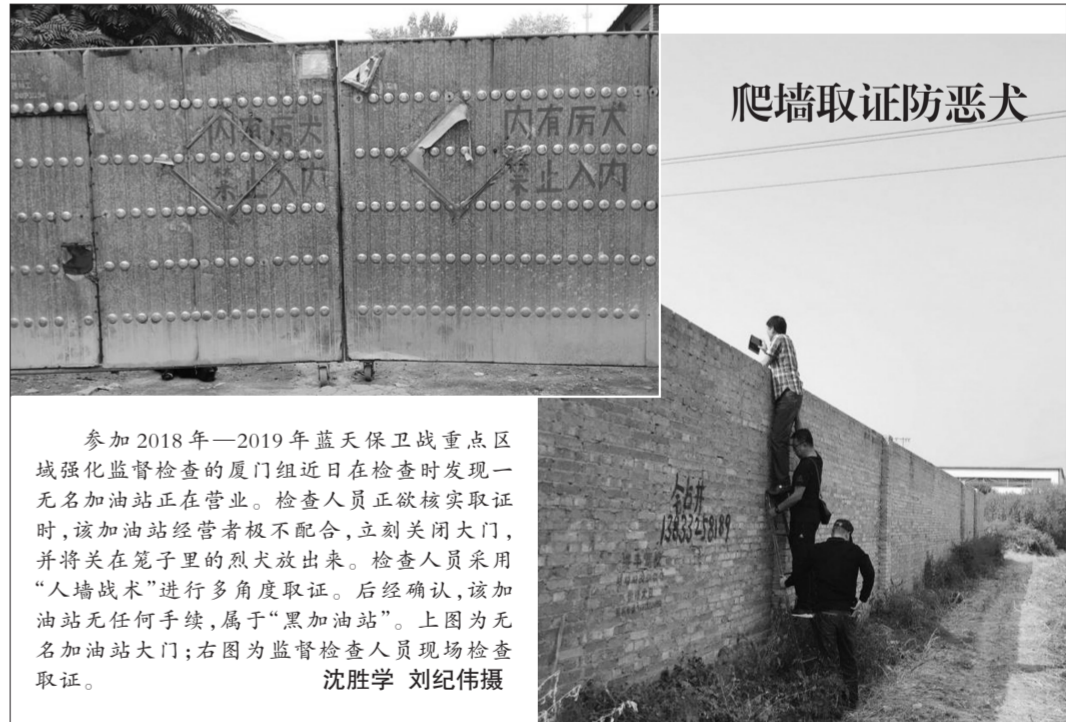 爬墙取证防恶犬
内有厉犬
禁止入内
内有厉犬
禁止入内
钻井
13833258189
参加2018年—2019年蓝天保卫战重点区
域强化监督检查的厦门组近日在检查时发现一
无名加油站正在营业。检查人员正欲核实取证
时，该加油站经营者极不配合，立刻关闭大门，
并将关在笼子里的烈犬放出来。检查人员采用
“人墙战术”进行多角度取证。后经确认，该加
油站无任何手续，属于“黑加油站”。上图为无
名加油站大门；右图为监督检查人员现场检查
取证。 沈胜学 刘纪伟摄